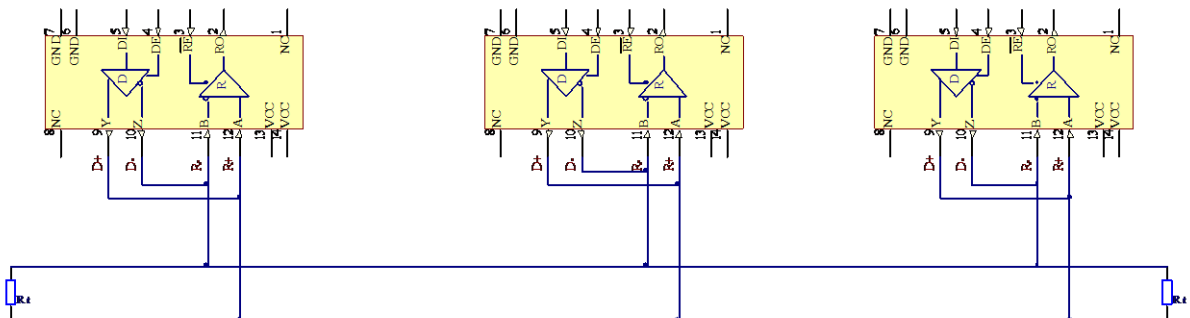 7 6 5 4 3 2 1
GND GND DI DE RE RO NC
D R
NC Y Z B A VCC VCC
8 9 10 11 12 13 14
D+ D- R- R+
7 6 5 4 3 2 1
GND GND DI DE RE RO NC
D R
NC Y Z B A VCC VCC
8 9 10 11 12 13 14
D+ D- R- R+
7 6 5 4 3 2 1
GND GND DI DE RE RO NC
D R
NC Y Z B A VCC VCC
8 9 10 11 12 13 14
D+ D- R- R+
Rt
Rt